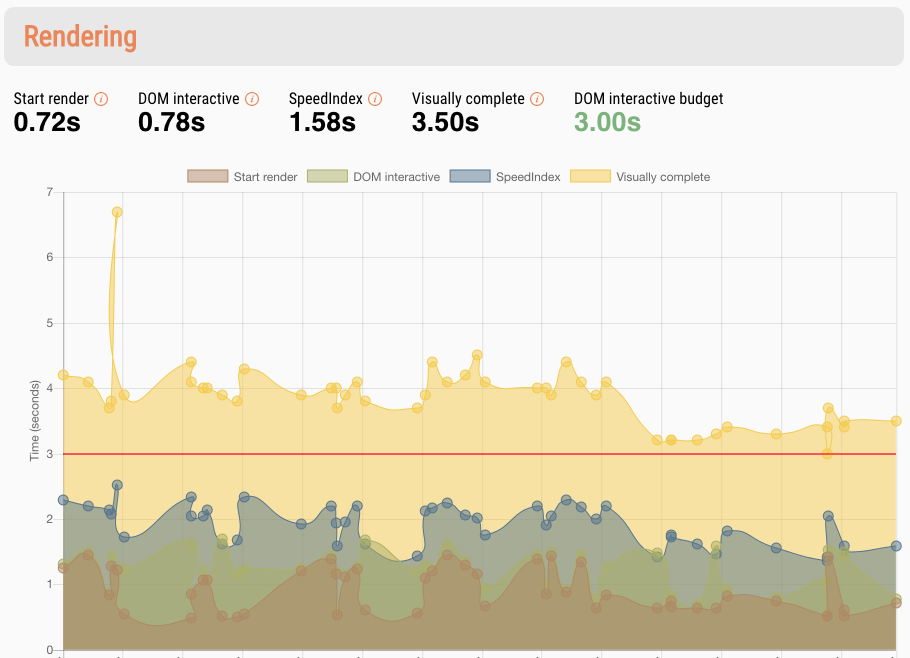 Rendering
Start render i DOM interactive i SpeedIndex i Visually complete i DOM interactive budget
0.72s 0.78s 1.58s 3.50s 3.00s
Start render DOM interactive SpeedIndex Visually complete
7
6
5
4
Time (seconds)
3
2
1
0